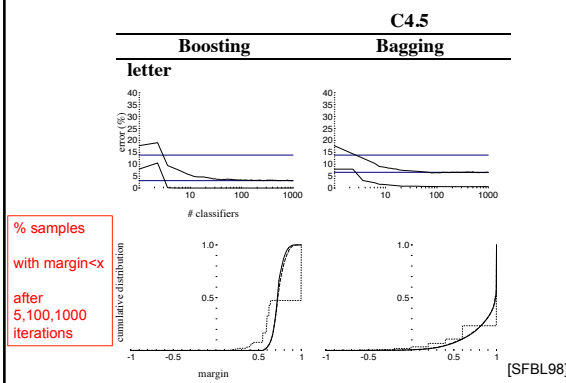 C4.5
Boosting Bagging
letter
error (%)
40
35
30
25
20
15
10
5
0
10 100 1000
# classifiers
40
35
30
25
20
15
10
5
0
10 100 1000
% samples
with margin<x
after
5,100,1000
iterations
cumulative distribution
1.0
0.5
-1 -0.5 0.5 1
margin
1.0
0.5
-1 -0.5 0.5 1
[SFBL98]